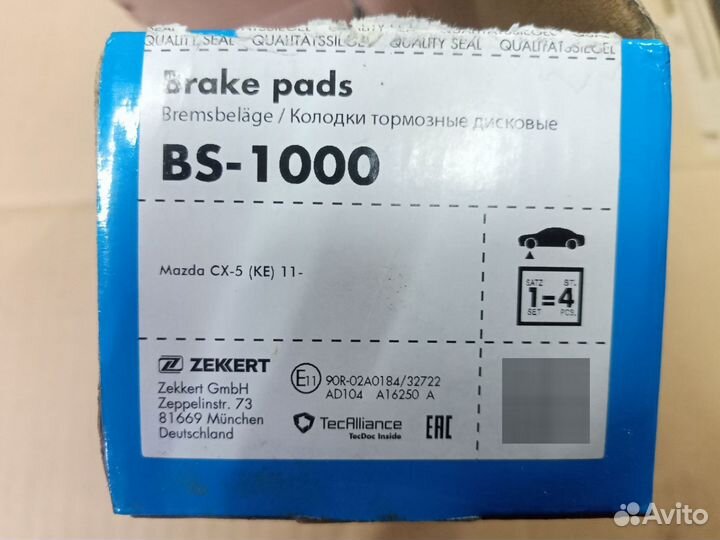 QUALITY SEAL QUALITÄTSSIEGEL QUALITY SEAL QUALITÄTSSIEGEL
Brake pads
Bremsbeläge / Колодки тормозные дисковые
BS-1000
Mazda CX-5 (KE) 11-
SATZ STL
1=4
SET PCS.
ZEKKERT
Zekkert GmbH
Zeppelinstr. 73
81669 München
Deutschland
E11 90R-02A0184/32722
AD104 A16250 A
TecAlliance
TecDoc Inside
EAC
Avito